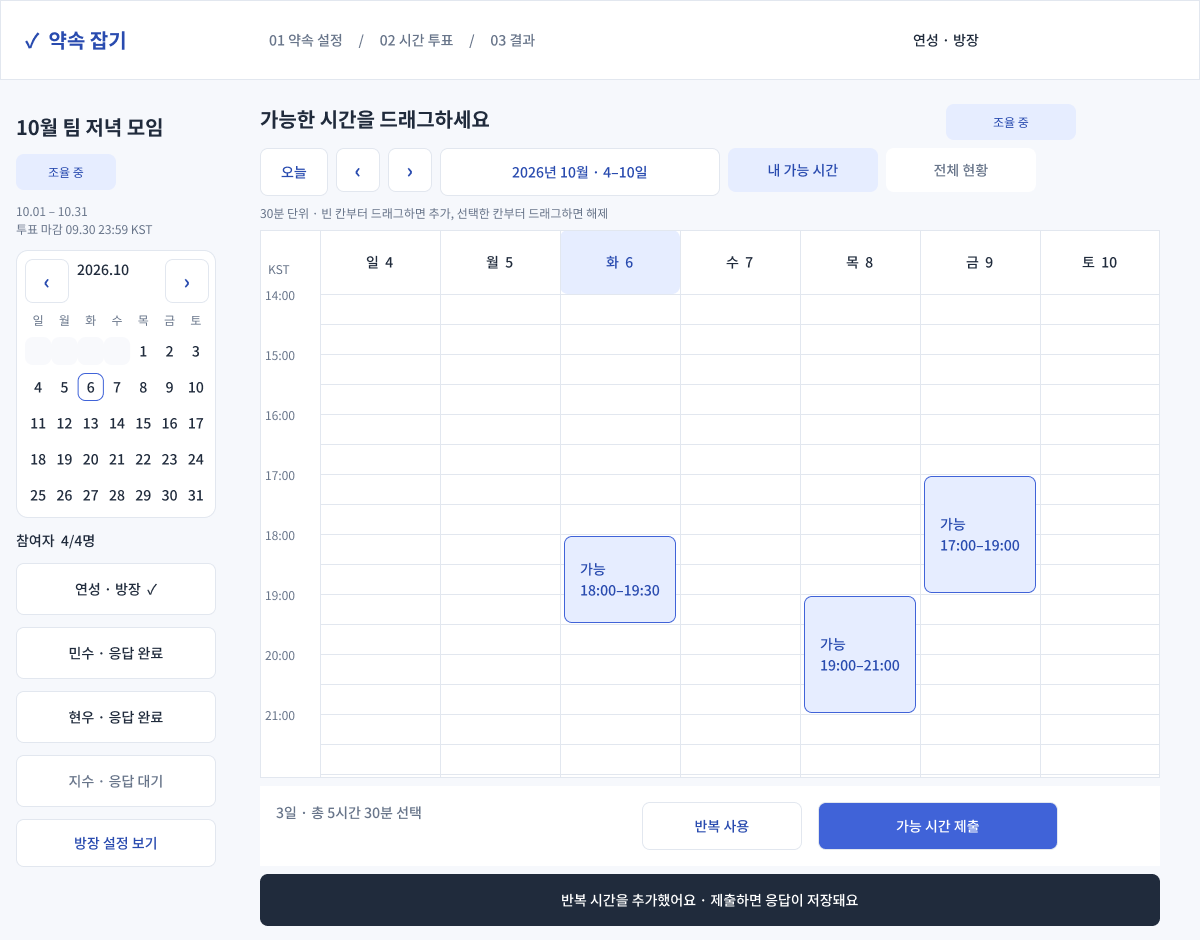 ✓ 약속 잡기
01 약속 설정 / 02 시간 투표 / 03 결과
연성 · 방장
10월 팀 저녁 모임
조율 중
10.01 – 10.31
투표 마감 09.30 23:59 KST
‹ 2026.10 ›
일 월 화 수 목 금 토
1 2 3
4 5 6 7 8 9 10
11 12 13 14 15 16 17
18 19 20 21 22 23 24
25 26 27 28 29 30 31
참여자 4/4명
연성 · 방장 ✓
민수 · 응답 완료
현우 · 응답 완료
지수 · 응답 대기
방장 설정 보기
가능한 시간을 드래그하세요
조율 중
오늘 ‹ › 2026년 10월 · 4–10일 내 가능 시간 전체 현황
30분 단위 · 빈 칸부터 드래그하면 추가, 선택한 칸부터 드래그하면 해제
KST 일 4 월 5 화 6 수 7 목 8 금 9 토 10
14:00
15:00
16:00
17:00
18:00
19:00
20:00
21:00
가능
18:00–19:30
가능
19:00–21:00
가능
17:00–19:00
3일 · 총 5시간 30분 선택
반복 사용
가능 시간 제출
반복 시간을 추가했어요 · 제출하면 응답이 저장돼요